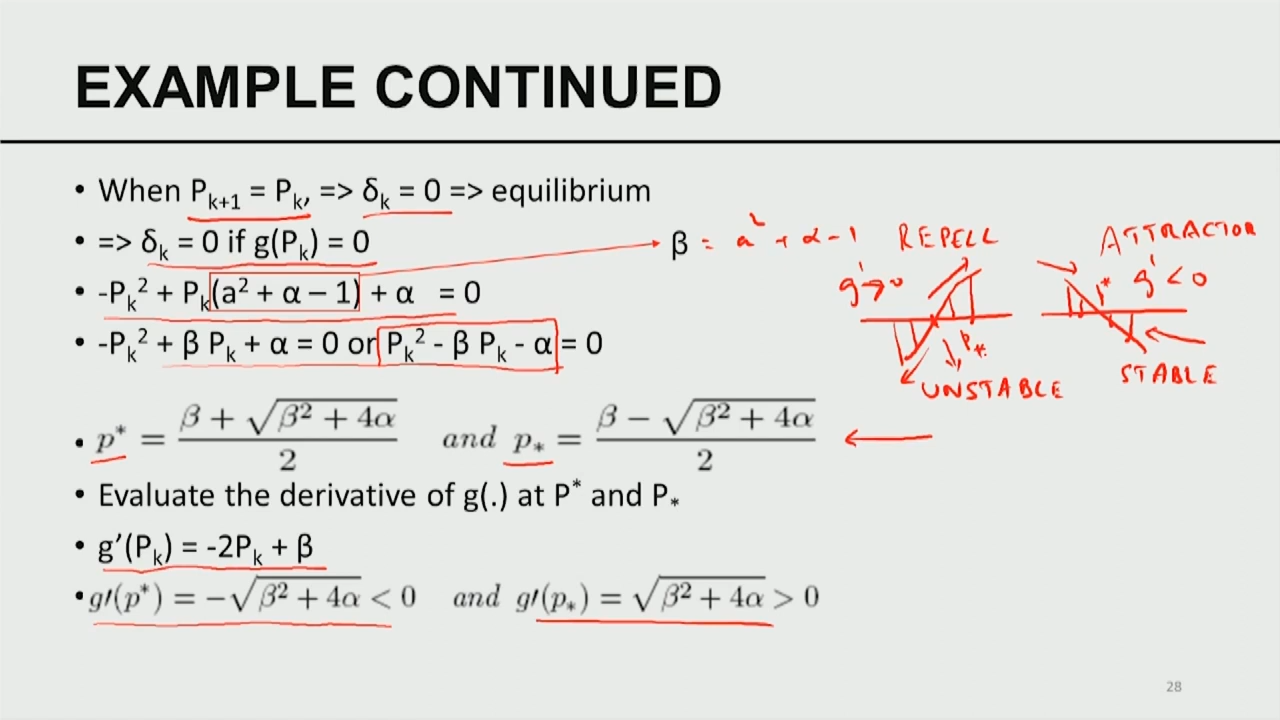 EXAMPLE CONTINUED
• When Pₖ₊₁ = Pₖ, => δₖ = 0 => equilibrium
• => δₖ = 0 if g(Pₖ) = 0
β = a² + α - 1
REPELL
ATTRACTOR
g' > 0
p* g' < 0
• -Pₖ² + Pₖ(a² + α – 1) + α = 0
• -Pₖ² + β Pₖ + α = 0 or Pₖ² - β Pₖ - α = 0
P*
UNSTABLE
STABLE
• p* = (β + √(β² + 4α)) / 2 and p₎ = (β − √(β² + 4α)) / 2
• Evaluate the derivative of g(.) at P* and P*
• g’(Pₖ) = -2Pₖ + β
• g′(p*) = −√(β² + 4α) < 0 and g′(p*) = √(β² + 4α) > 0
28